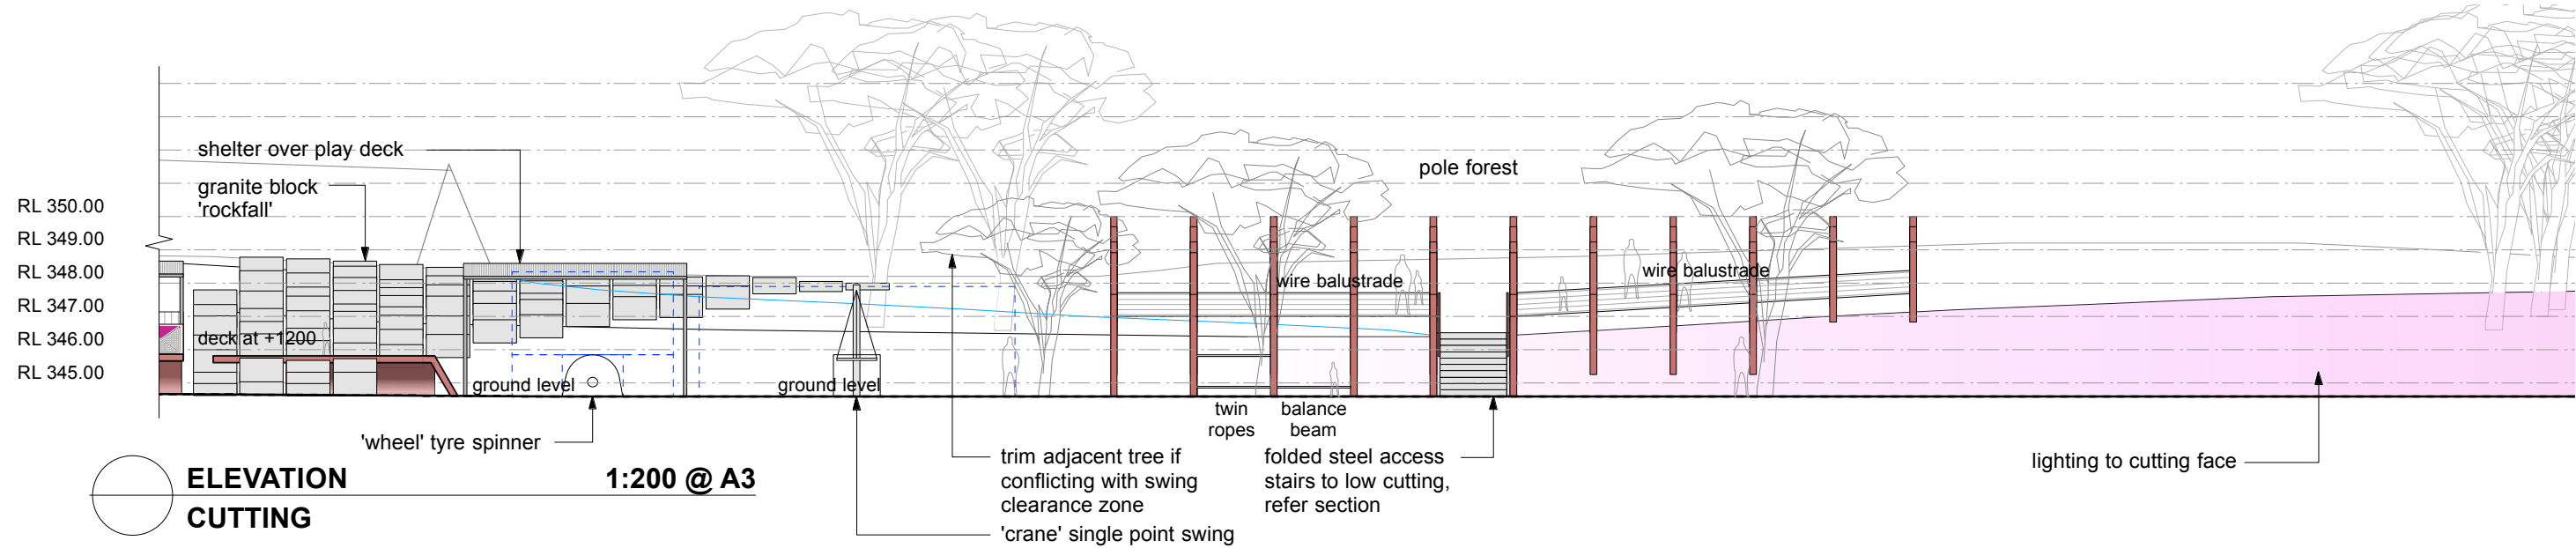 shelter over play deck
granite block
'rockfall'
pole forest
RL 350.00
RL 349.00
RL 348.00
RL 347.00
RL 346.00
RL 345.00
wire balustrade
wire balustrade
deck at +1200
ground level
ground level
twin
ropes
balance
beam
'wheel' tyre spinner
trim adjacent tree if
conflicting with swing
clearance zone
folded steel access
stairs to low cutting,
refer section
lighting to cutting face
'crane' single point swing
ELEVATION 1:200 @ A3
CUTTING